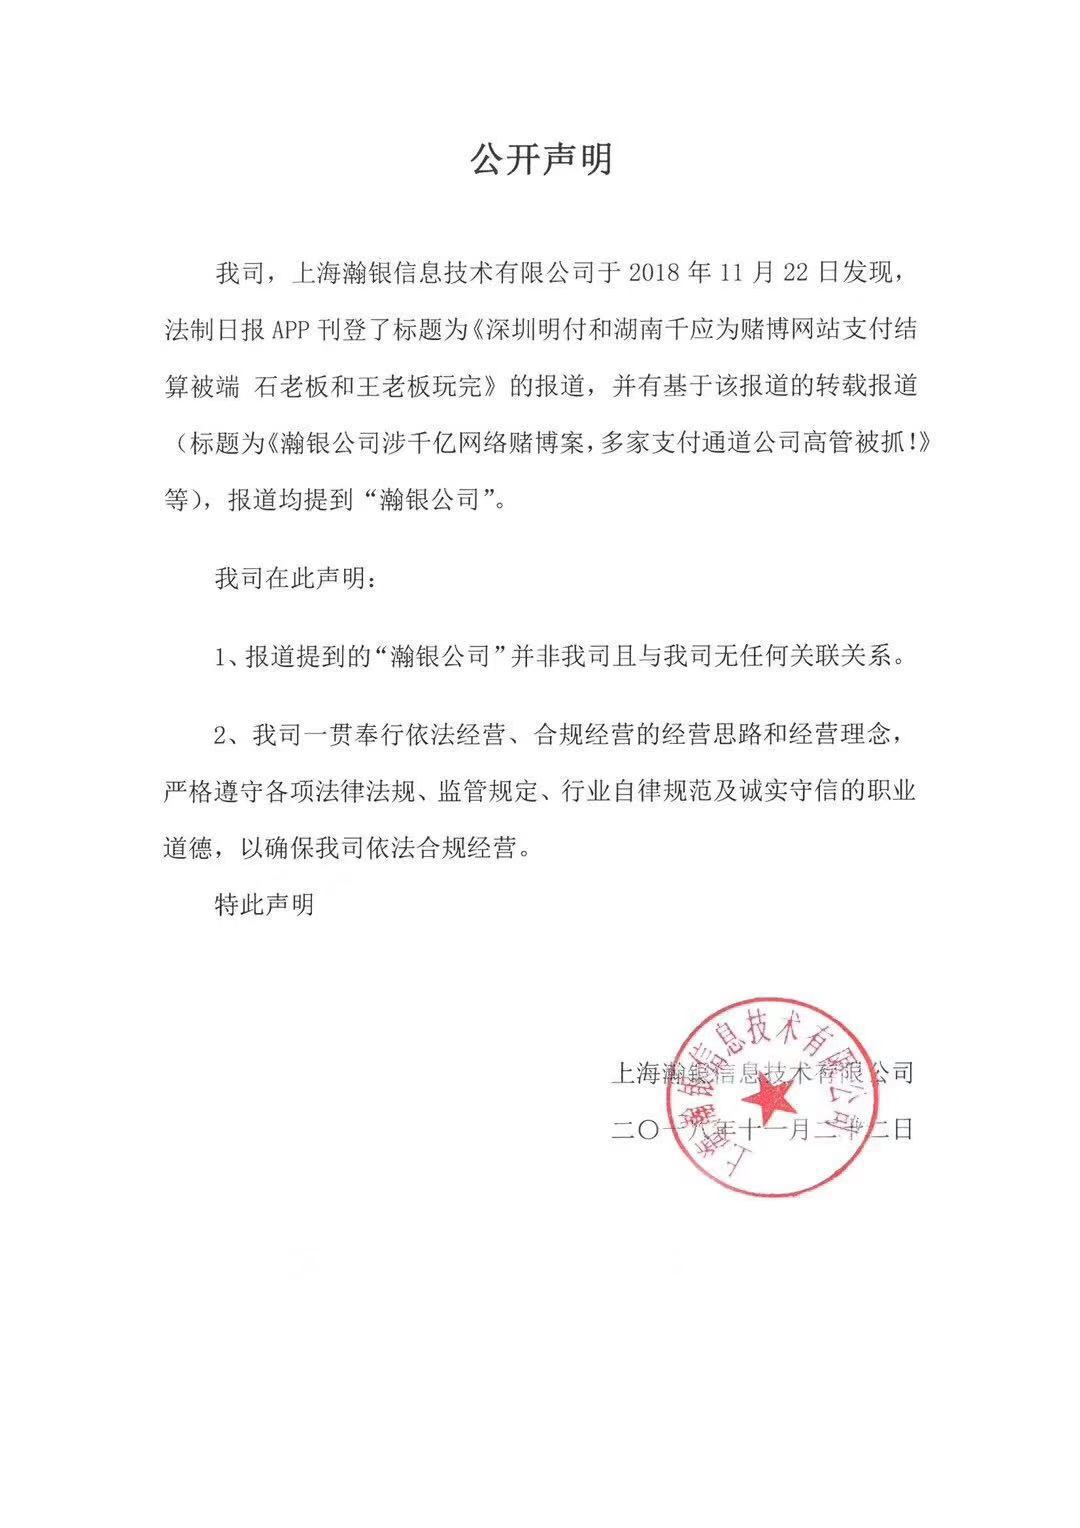 公开声明
我司，上海瀚银信息技术有限公司于 2018 年 11 月 22 日发现，
法制日报 APP 刊登了标题为《深圳明付和湖南千应为赌博网站支付结
算被端 石老板和王老板玩完》的报道，并有基于该报道的转载报道
（标题为《瀚银公司涉千亿网络赌博案，多家支付通道公司高管被抓！》
等），报道均提到“瀚银公司”。
我司在此声明：
1、报道提到的“瀚银公司”并非我司且与我司无任何关联关系。
2、我司一贯奉行依法经营、合规经营的经营思路和经营理念，
严格遵守各项法律法规、监管规定、行业自律规范及诚实守信的职业
道德，以确保我司依法合规经营。
特此声明
上海瀚银信息技术有限公司
二〇一八年十一月二十二日
上海瀚银信息技术有限公司